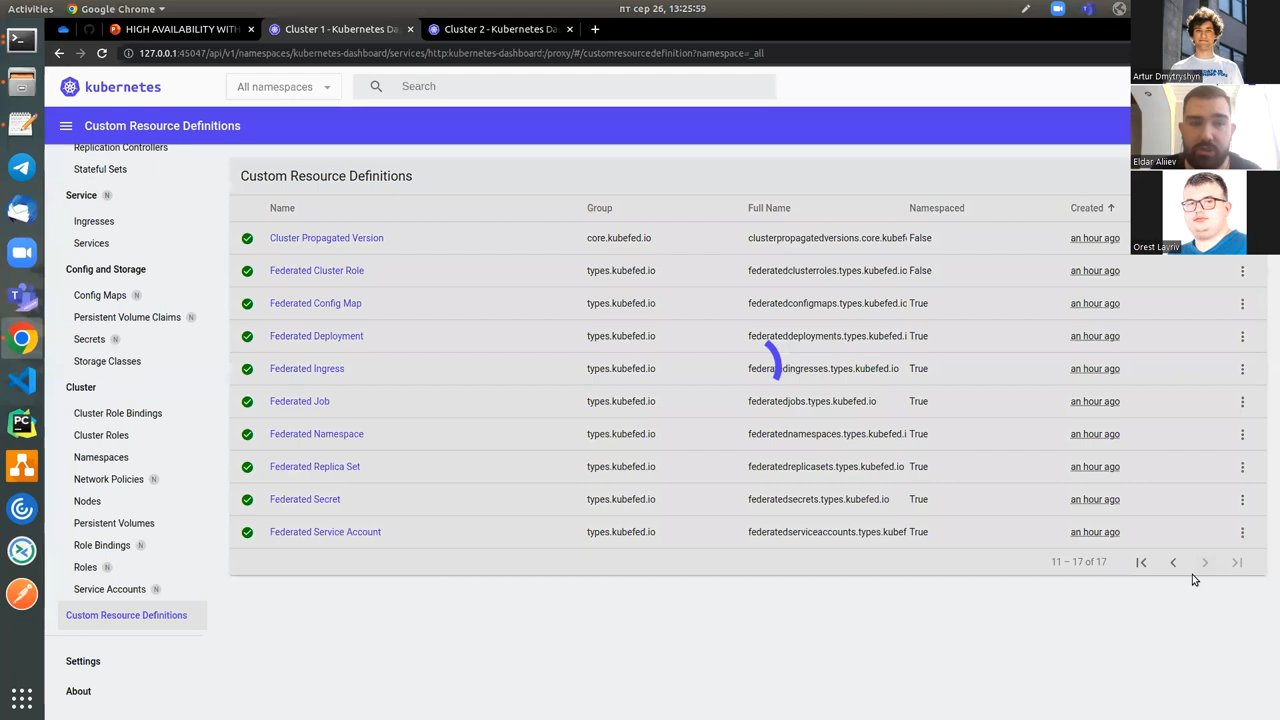 Activities
Google Chrome
пт сер 26, 13:25:59
HIGH AVAILABILITY WITH
Cluster 1 - Kubernetes Da
Cluster 2 - Kubernetes Da
127.0.0.1:45047/api/v1/namespaces/kubernetes-dashboard/services/http:kubernetes-dashboard:/proxy/#/customresourcedefinition?namespace=_all
kubernetes
All namespaces
Search
Custom Resource Definitions
Replication Controllers
Stateful Sets
Service N
Ingresses
Services
Config and Storage
Config Maps N
Persistent Volume Claims N
Secrets N
Storage Classes
Cluster
Cluster Role Bindings
Cluster Roles
Namespaces
Network Policies N
Nodes
Persistent Volumes
Role Bindings N
Roles N
Service Accounts N
Custom Resource Definitions
Settings
About
Custom Resource Definitions
Name Group Full Name Namespaced Created
Cluster Propagated Version core.kubefed.io clusterpropagatedversions.core.kubef False an hour ago
Federated Cluster Role types.kubefed.io federatedclusterroles.types.kubefed.ic False an hour ago
Federated Config Map types.kubefed.io federatedconfigmaps.types.kubefed.ic True an hour ago
Federated Deployment types.kubefed.io federateddeployments.types.kubefed.i True an hour ago
Federated Ingress types.kubefed.io federatedingresses.types.kubefed.io True an hour ago
Federated Job types.kubefed.io federatedjobs.types.kubefed.io True an hour ago
Federated Namespace types.kubefed.io federatednamespaces.types.kubefed.i True an hour ago
Federated Replica Set types.kubefed.io federatedreplicasets.types.kubefed.io True an hour ago
Federated Secret types.kubefed.io federatedsecrets.types.kubefed.io True an hour ago
Federated Service Account types.kubefed.io federatedserviceaccounts.types.kubef True an hour ago
11 – 17 of 17
Artur Dmytryshyn
Eldar Aliiev
Orest Lavriv
PC